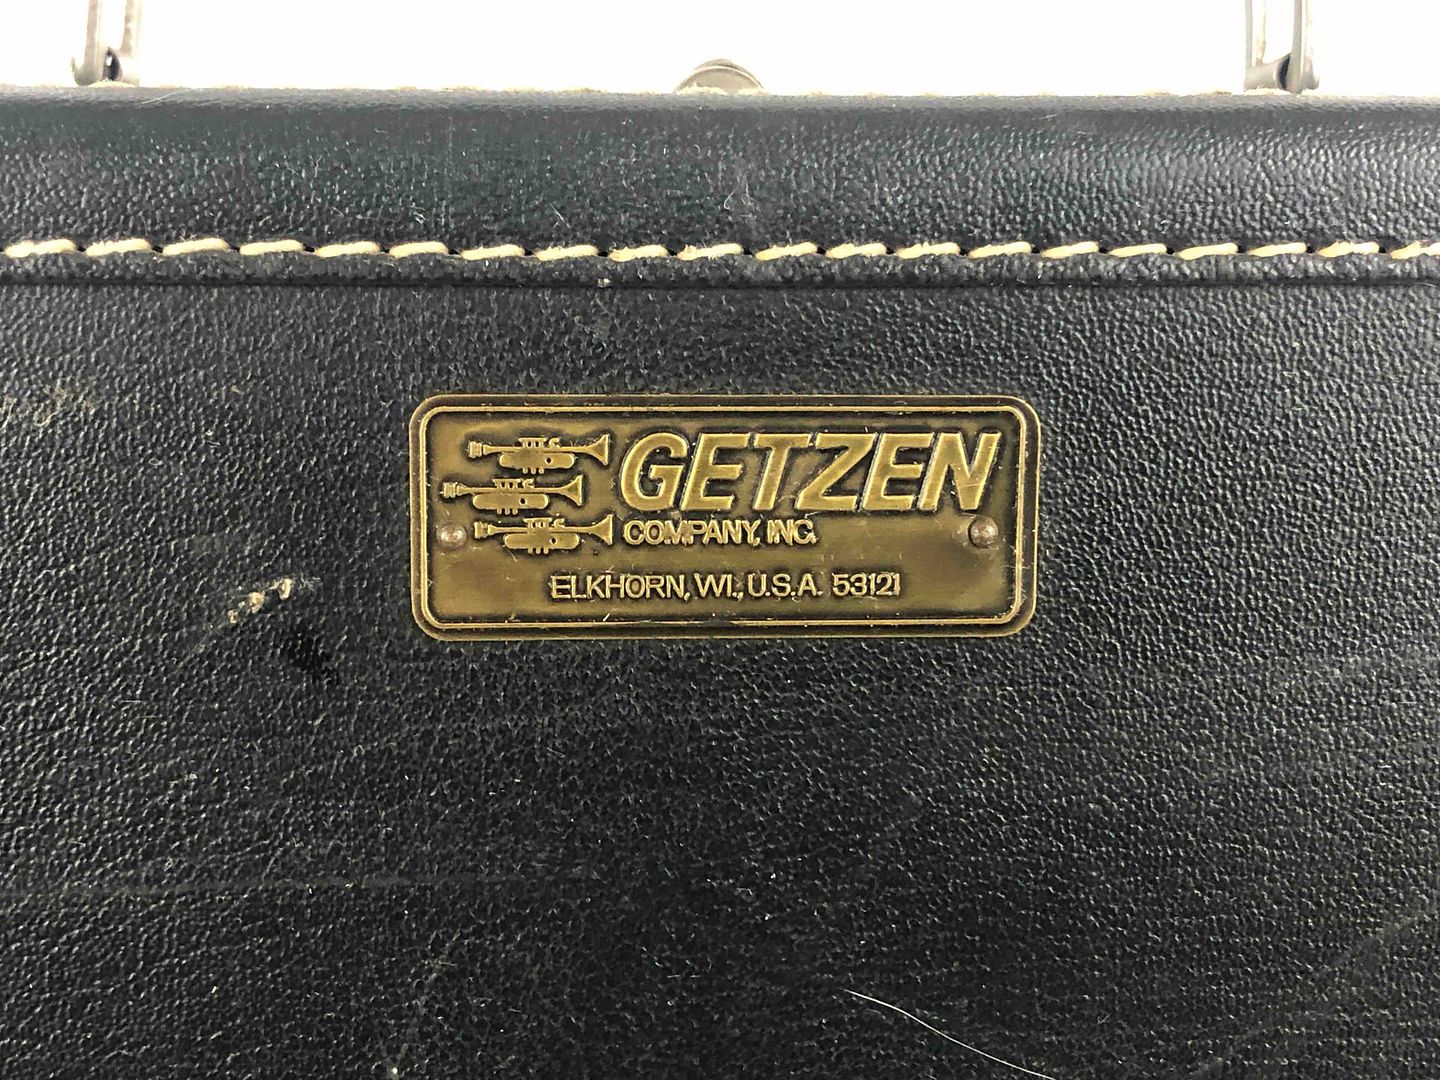 GETZEN
COMPANY, INC.
ELKHORN, WI., U.S.A. 53121